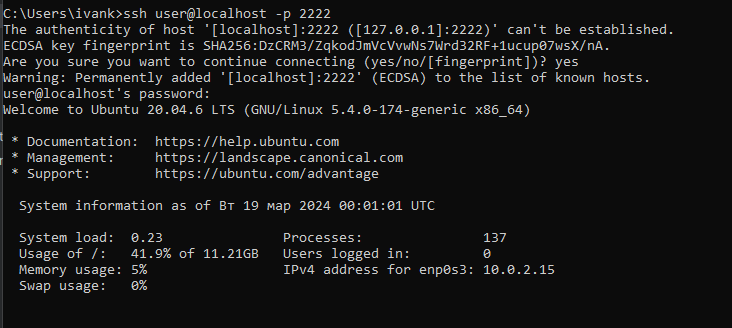 C:\Users\ivank>ssh user@localhost -p 2222
The authenticity of host '[localhost]:2222 ([127.0.0.1]:2222)' can't be established.
ECDSA key fingerprint is SHA256:DzCRM3/ZqkodJmVcVvwNs7Wrd32RF+1ucup07wsX/nA.
Are you sure you want to continue connecting (yes/no/[fingerprint])? yes
Warning: Permanently added '[localhost]:2222' (ECDSA) to the list of known hosts.
user@localhost's password:
Welcome to Ubuntu 20.04.6 LTS (GNU/Linux 5.4.0-174-generic x86_64)
* Documentation:  https://help.ubuntu.com
* Management:     https://landscape.canonical.com
* Support:        https://ubuntu.com/advantage
System information as of Вт 19 мар 2024 00:01:01 UTC
System load:  0.23               Processes:               137
Usage of /:   41.9% of 11.21GB   Users logged in:         0
Memory usage: 5%                 IPv4 address for enp0s3: 10.0.2.15
Swap usage:   0%